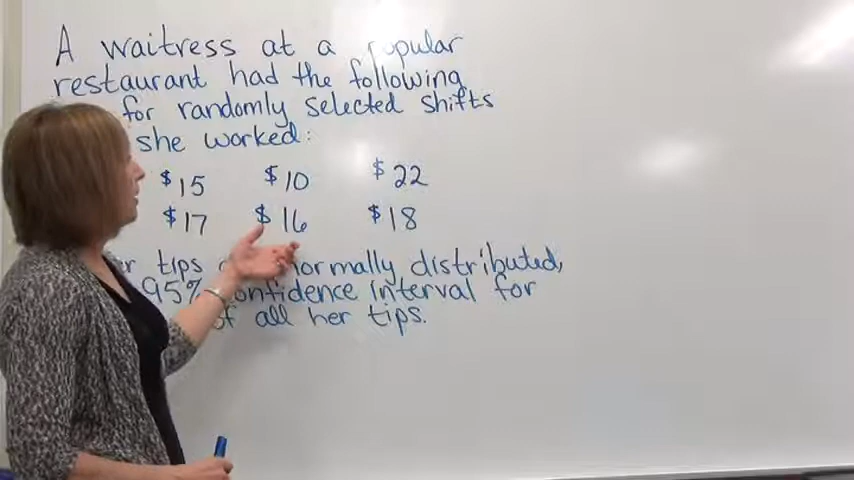 A waitress at a popular
restaurant had the following
for randomly selected shifts
she worked:
$15 $10 $22
$17 $16 $18
tips normally distributed,
95% confidence interval for
of all her tips.